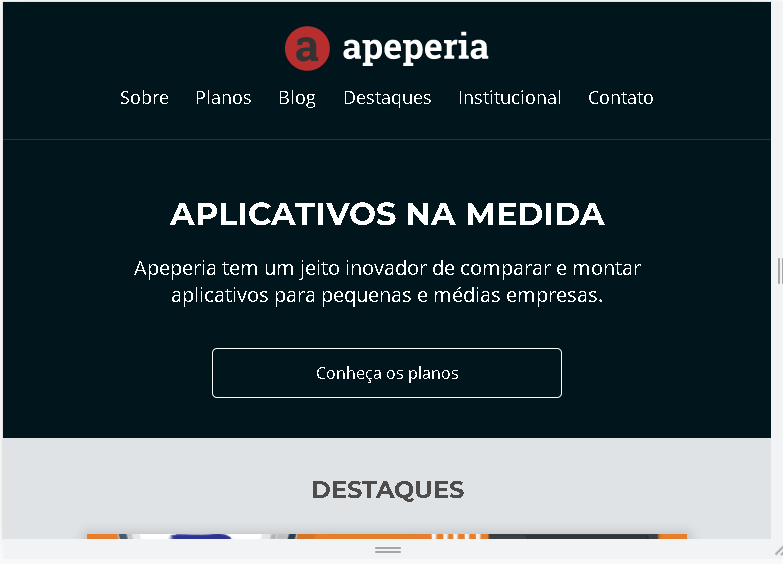 a apeperia
Sobre Planos Blog Destaques Institucional Contato
APLICATIVOS NA MEDIDA
Apeperia tem um jeito inovador de comparar e montar
aplicativos para pequenas e médias empresas.
Conheça os planos
DESTAQUES